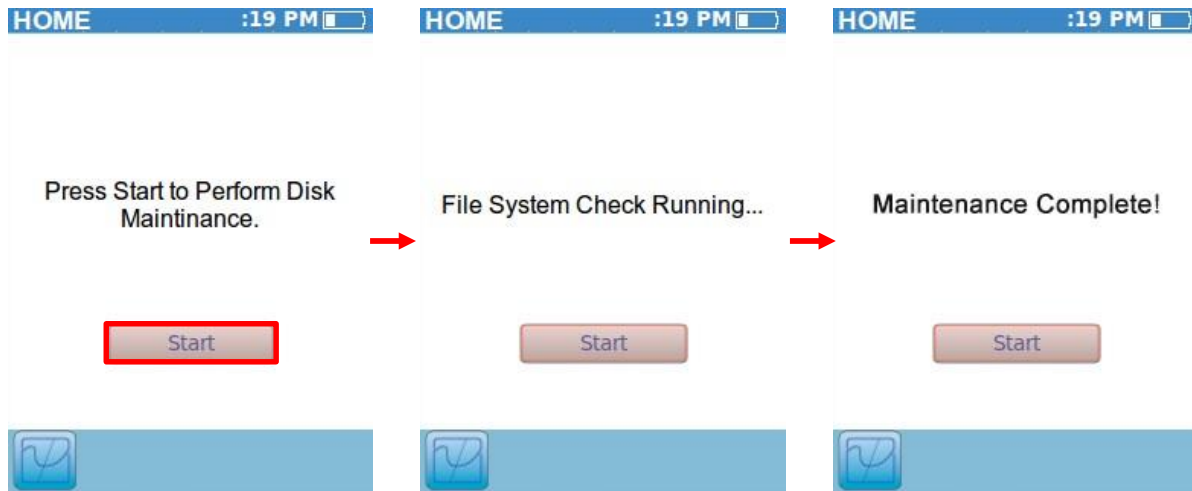 HOME :19 PM
Press Start to Perform Disk
Maintinance.
Start
HOME :19 PM
File System Check Running...
Start
HOME :19 PM
Maintenance Complete!
Start